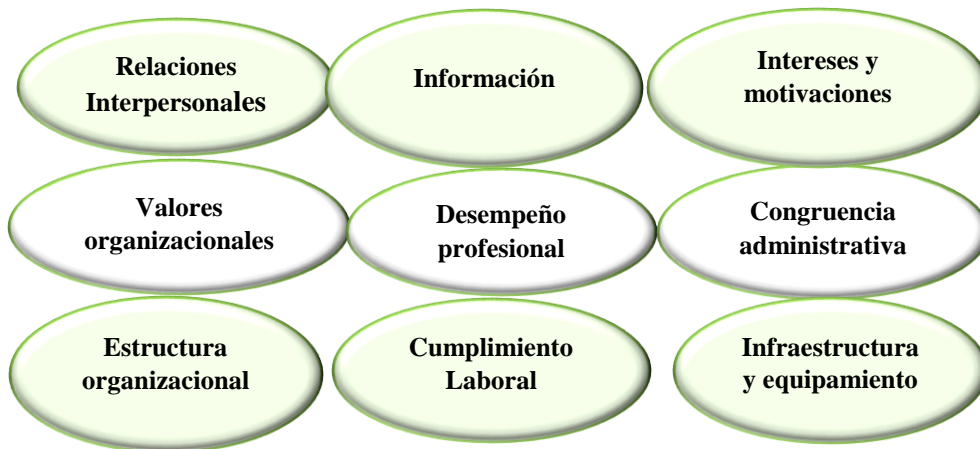 Relaciones
Interpersonales
Información
Intereses y
motivaciones
Valores
organizacionales
Desempeño
profesional
Congruencia
administrativa
Estructura
organizacional
Cumplimiento
Laboral
Infraestructura
y equipamiento